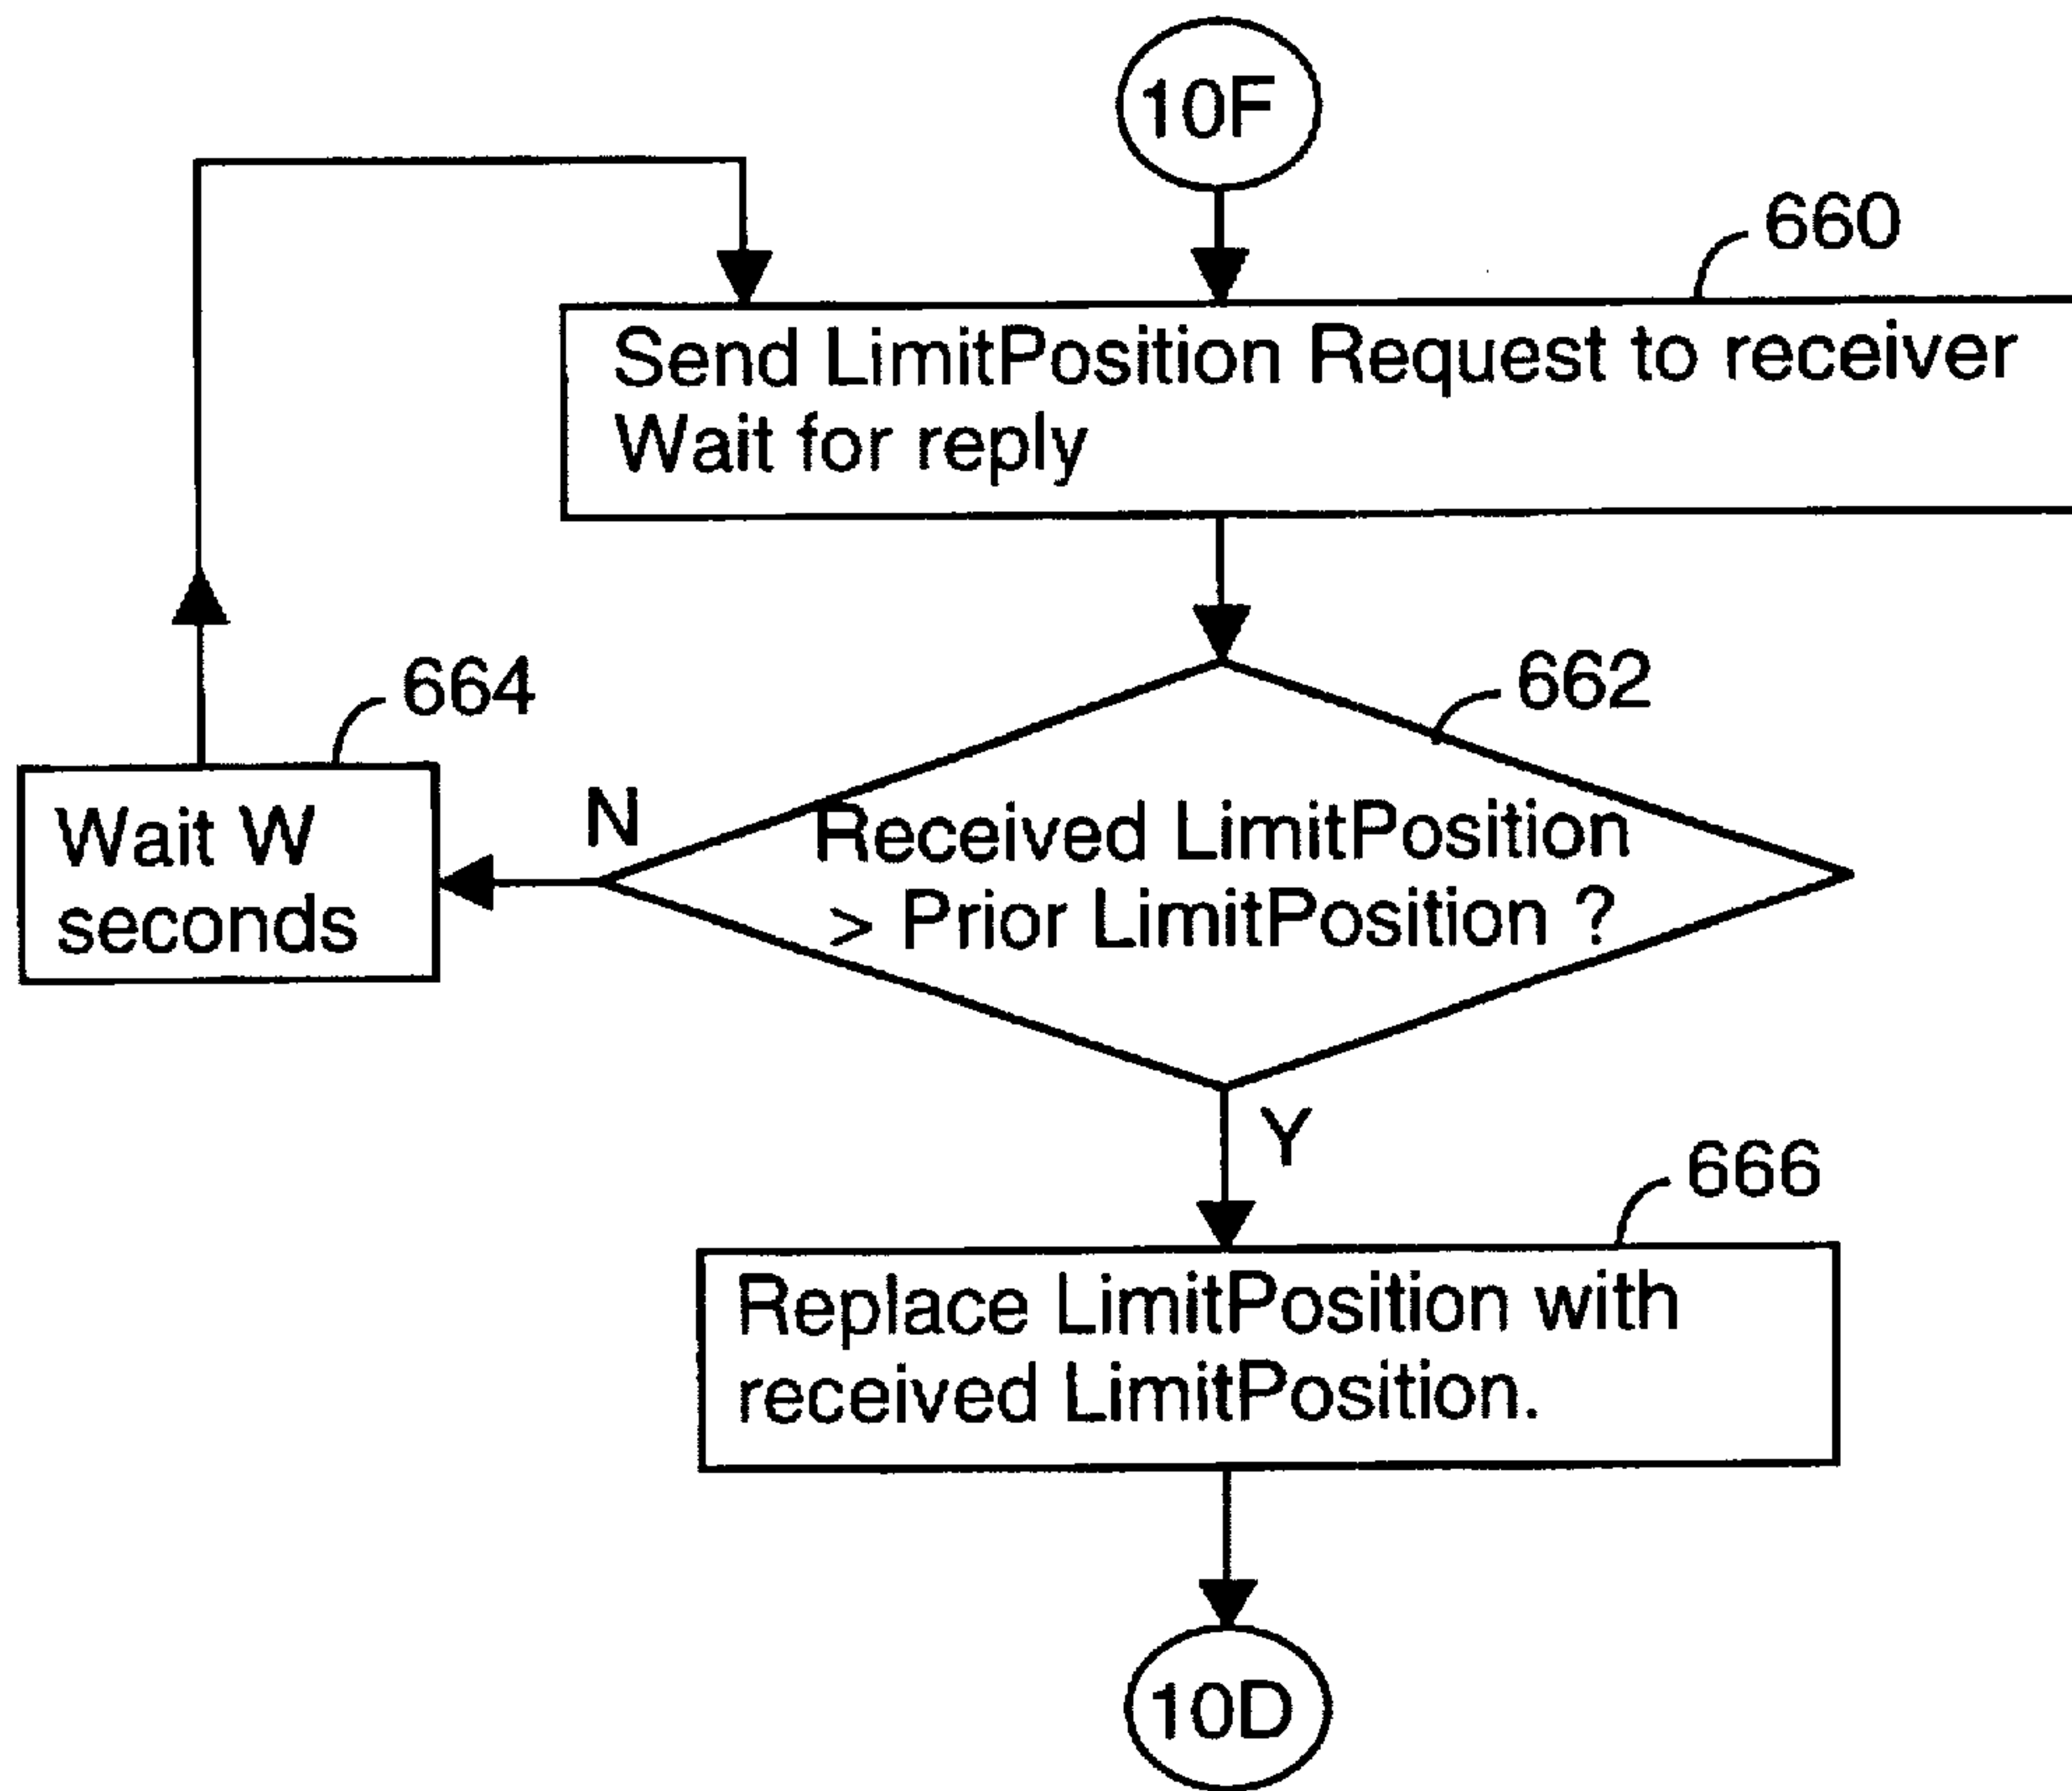 10F
660
Send LimitPosition Request to receiver
Wait for reply
664
662
Wait W
seconds
N
Received LimitPosition
> Prior LimitPosition ?
Y
666
Replace LimitPosition with
received LimitPosition.
10D